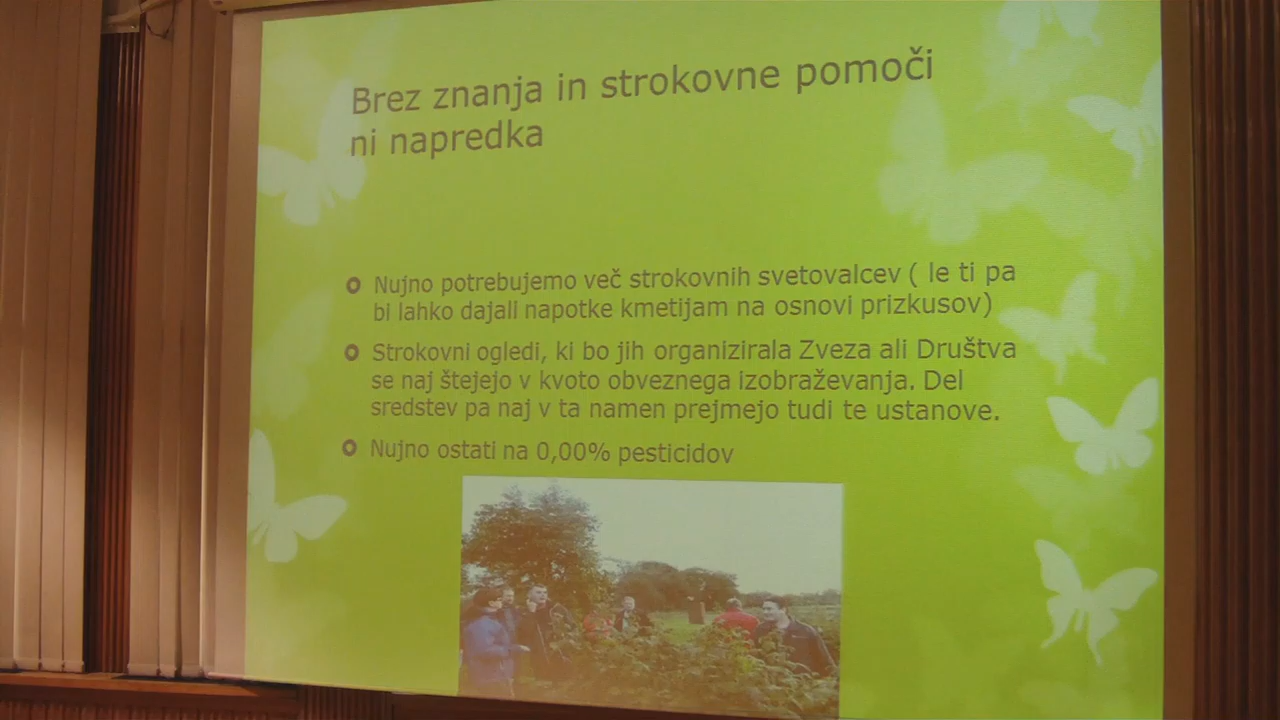 Brez znanja in strokovne pomoči
ni napredka
Nujno potrebujemo več strokovnih svetovalcev ( le ti pa
bi lahko dajali napotke kmetijam na osnovi prizkusov)
Strokovni ogledi, ki bo jih organizirala Zveza ali Društva
se naj štejejo v kvoto obveznega izobraževanja. Del
sredstev pa naj v ta namen prejmejo tudi te ustanove.
Nujno ostati na 0,00% pesticidov